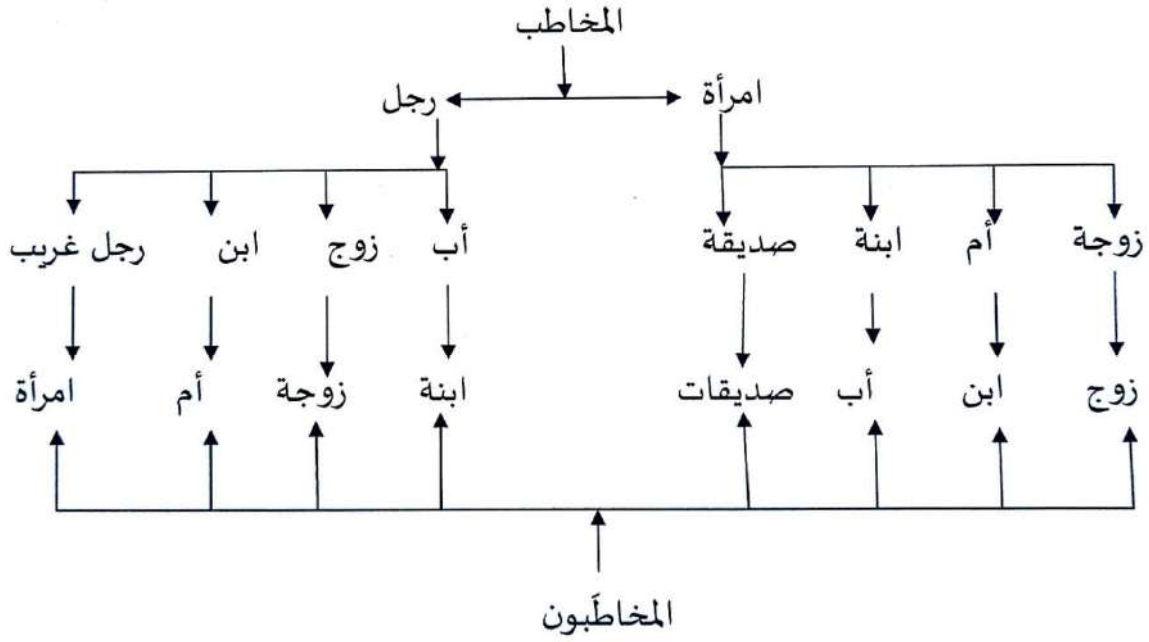 المخاطب
امرأة رجل
زوجة أم ابنة صديقة أب زوج ابن رجل غريب
زوج ابن أب صديقات ابنة زوجة أم امرأة
المخاطَبون